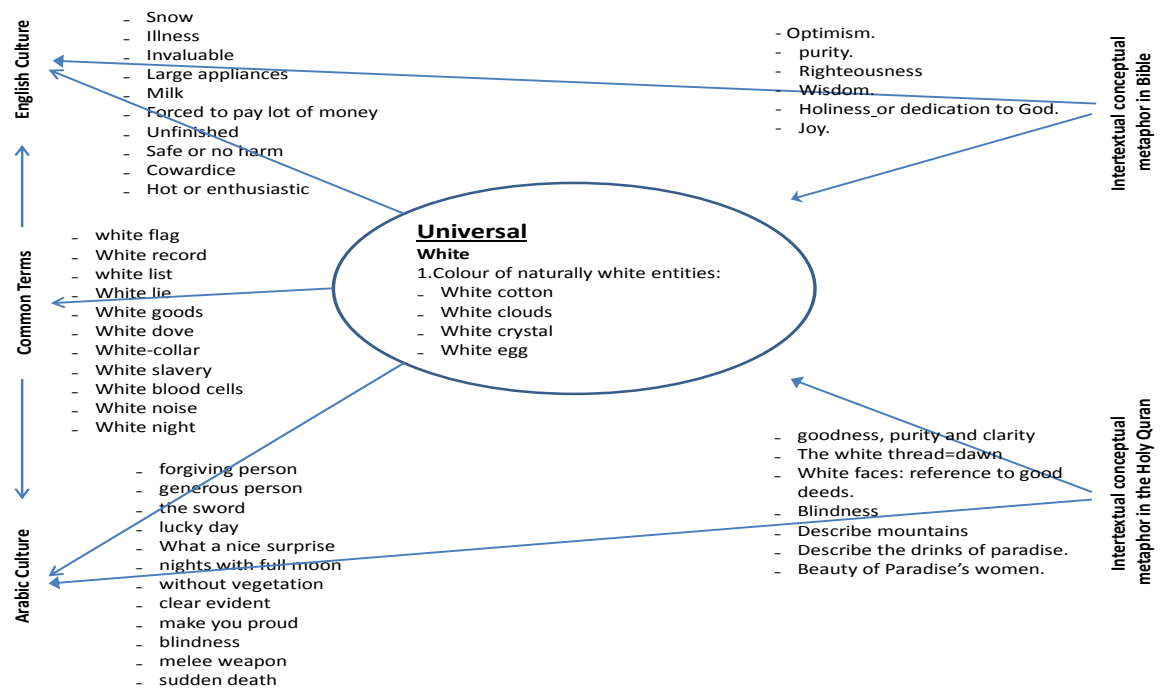 English Culture
- Snow
- Illness
- Invaluable
- Large appliances
- Milk
- Forced to pay lot of money
- Unfinished
- Safe or no harm
- Cowardice
- Hot or enthusiastic
- Optimism.
- purity.
- Righteousness
- Wisdom.
- Holiness or dedication to God.
- Joy.
Intertextual conceptual
metaphor in Bible
Common Terms
- white flag
- White record
- white list
- White lie
- White goods
- White dove
- White-collar
- White slavery
- White blood cells
- White noise
- White night
Universal
White
1.Colour of naturally white entities:
- White cotton
- White clouds
- White crystal
- White egg
Arabic Culture
- forgiving person
- generous person
- the sword
- lucky day
- What a nice surprise
- nights with full moon
- without vegetation
- clear evident
- make you proud
- blindness
- melee weapon
- sudden death
- goodness, purity and clarity
- The white thread=dawn
- White faces: reference to good
deeds.
- Blindness
- Describe mountains
- Describe the drinks of paradise.
- Beauty of Paradise's women.
Intertextual conceptual
metaphor in the Holy Quran